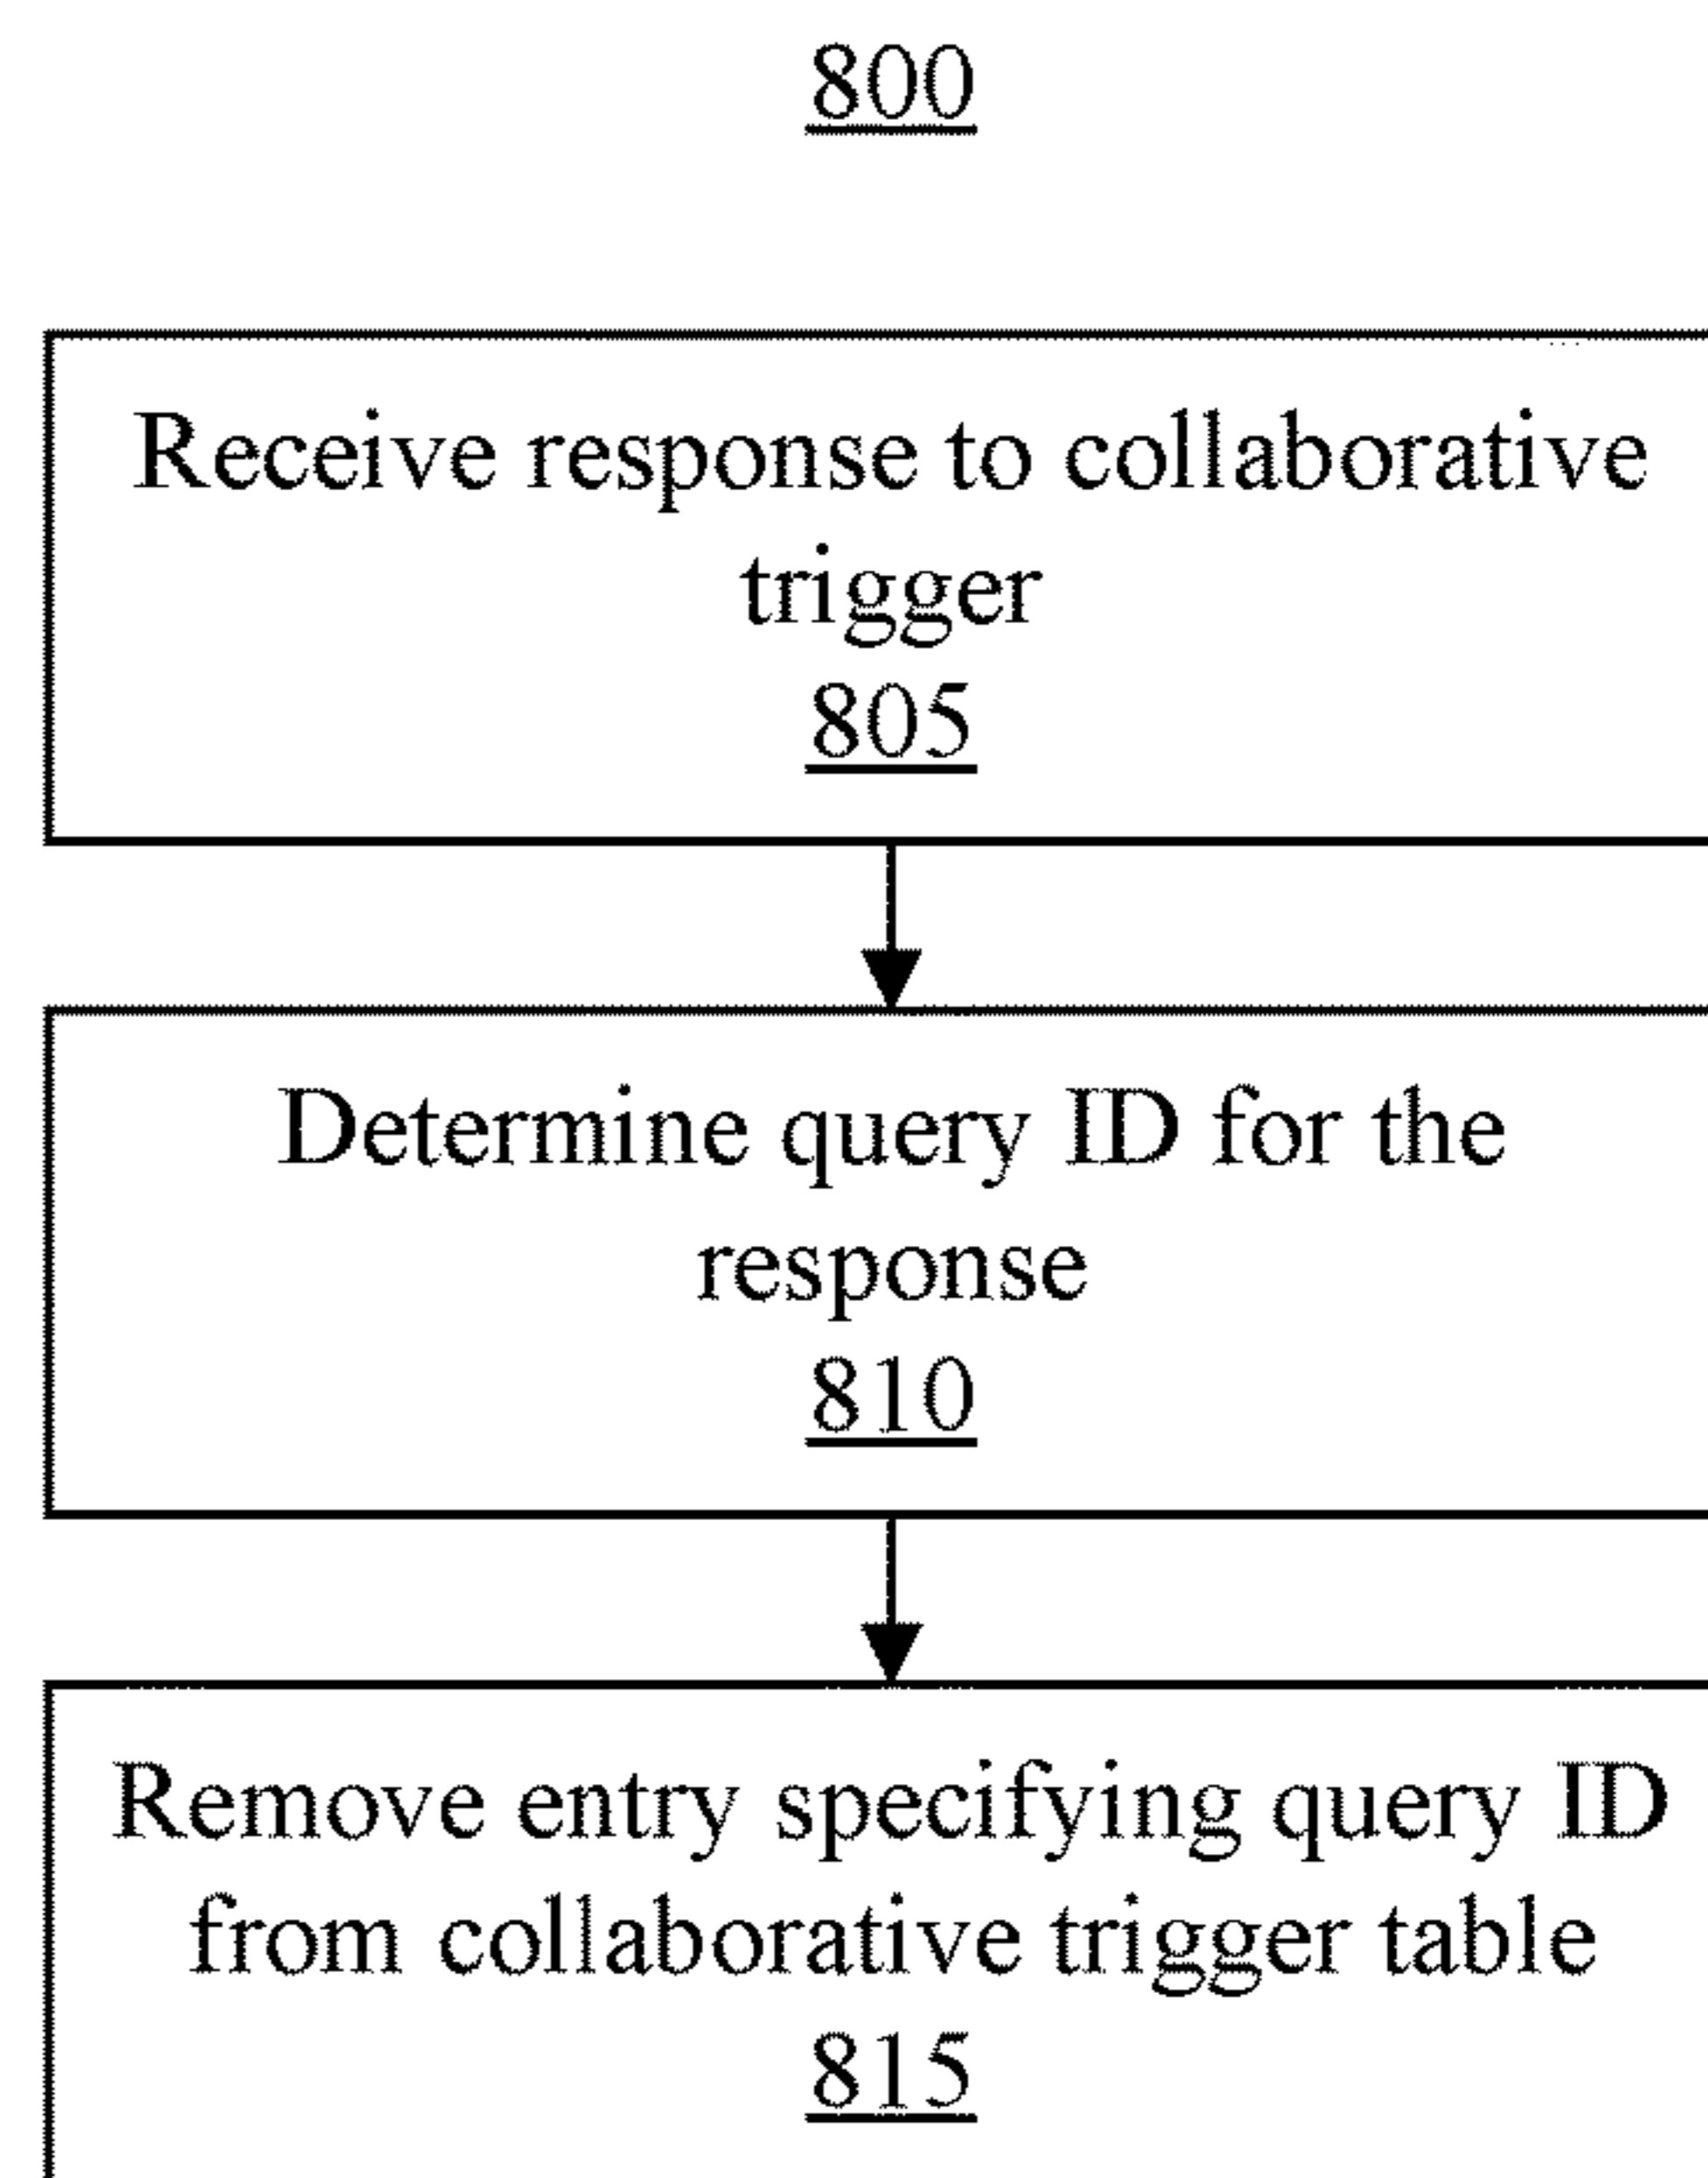 800
Receive response to collaborative
trigger
805
Determine query ID for the
response
810
Remove entry specifying query ID
from collaborative trigger table
815